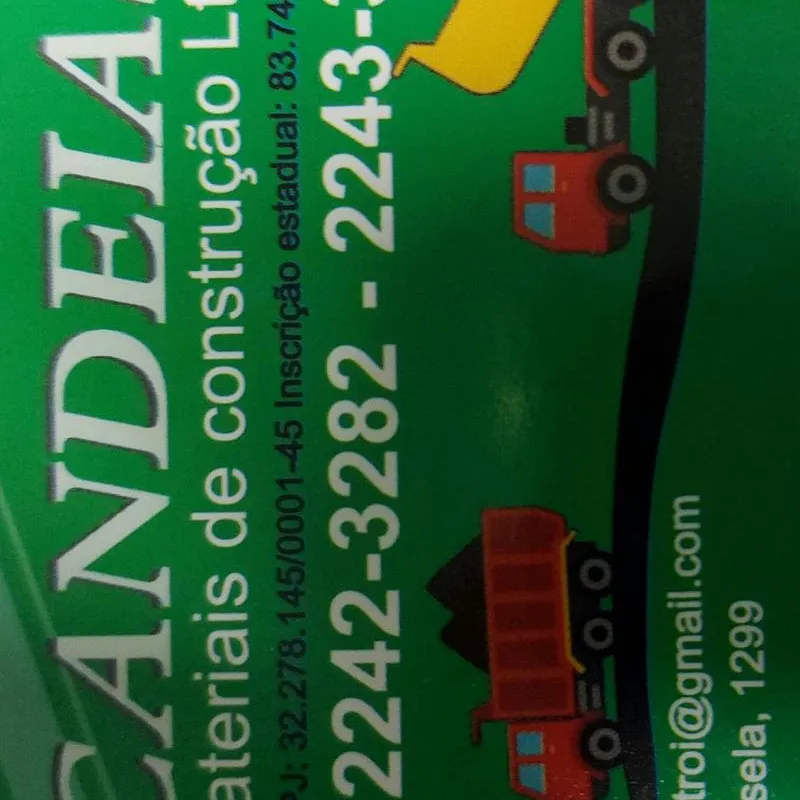 CANDEIAS
ateriais de construção Lt
PJ: 32.278.145/0001-45 Inscrição estadual: 83.74
2242-3282 - 2243-
troi@gmail.com
sela, 1299